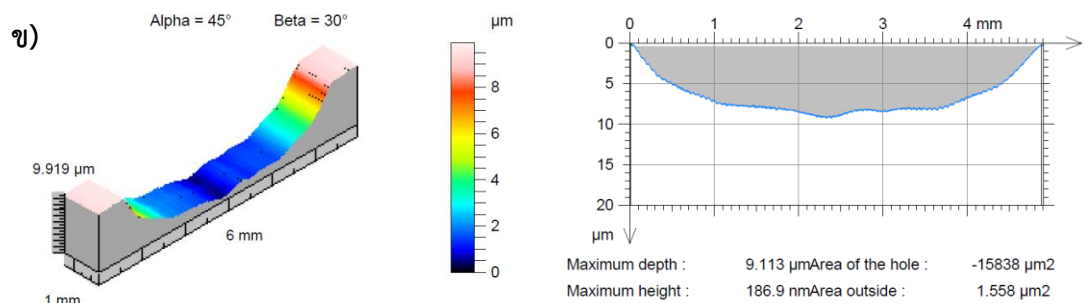 ข)
Alpha = 45° Beta = 30°
µm
8
6
4
2
0
9.919 µm
6 mm
1 mm
0 1 2 3 4 mm
0
5
10
15
20
µm
Maximum depth : 9.113 µmArea of the hole : -15838 µm2
Maximum height : 186.9 nmArea outside : 1.558 µm2